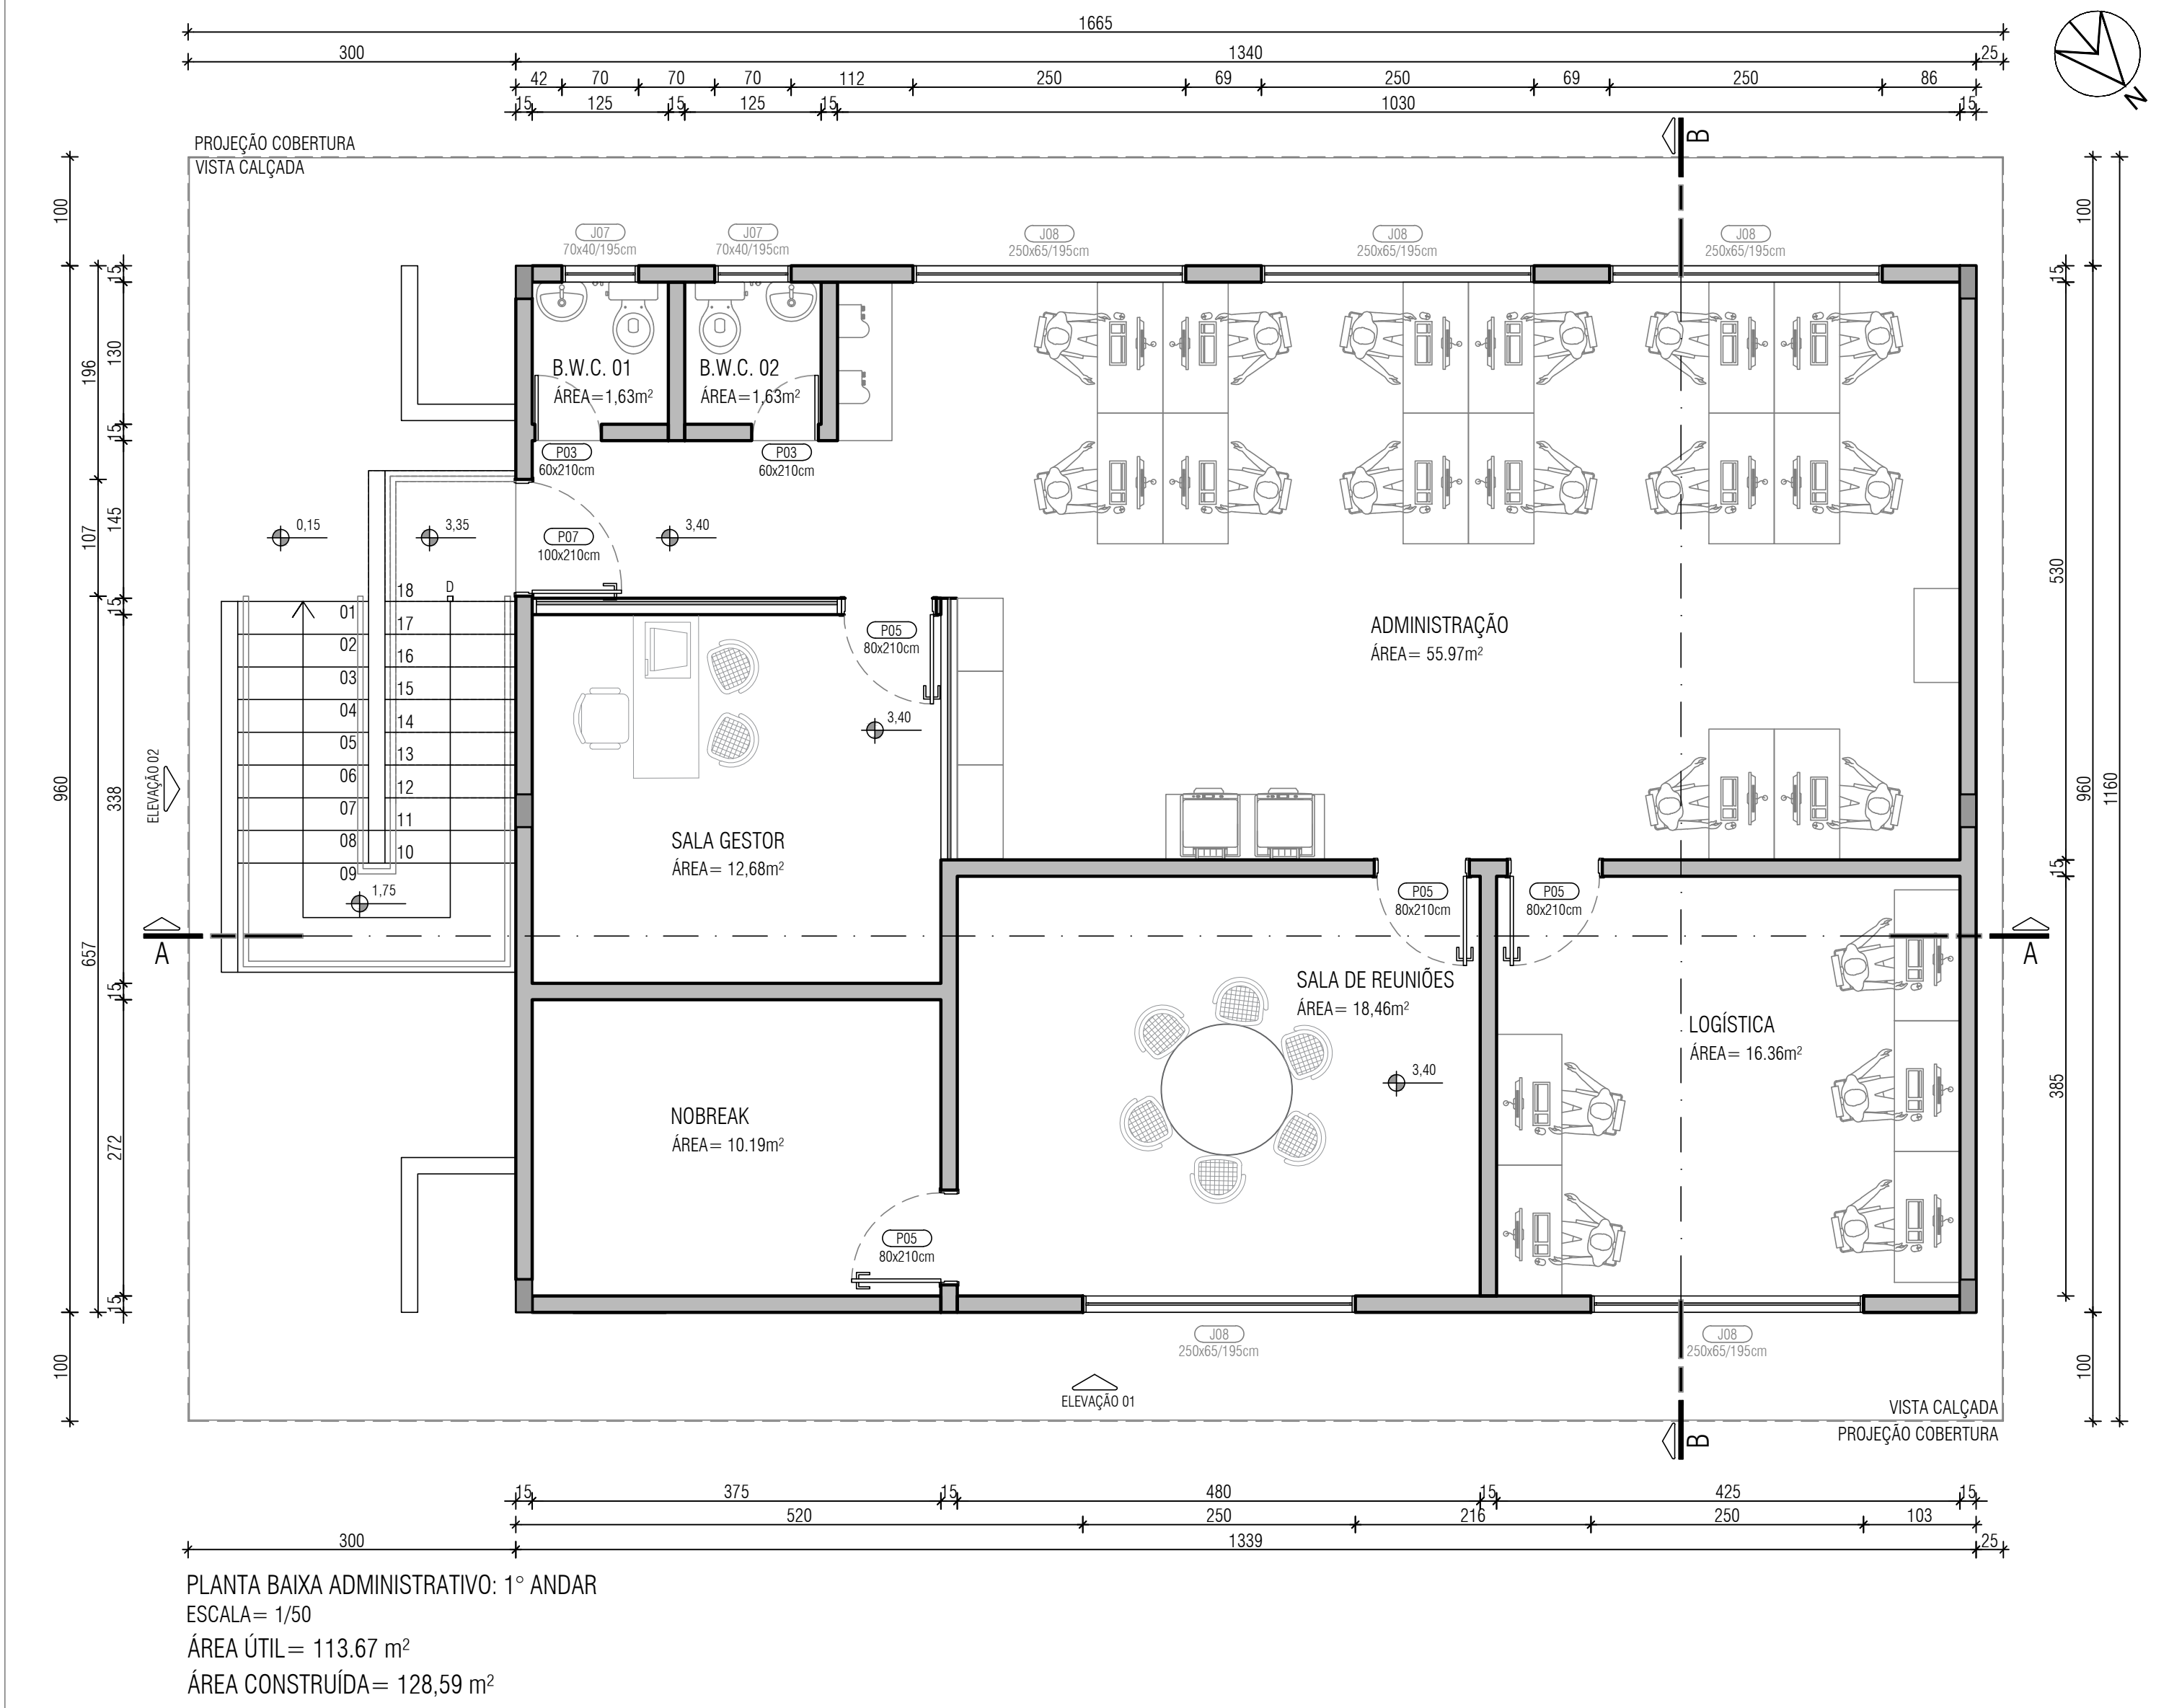 1665
300 1340 25
42 70 70 70 112 250 69 250 69 250 86
15 125 15 125 15 1030 15
N
PROJEÇÃO COBERTURA
VISTA CALÇADA
B
100 100
J07 J07 J08 J08 J08
70x40/195cm 70x40/195cm 250x65/195cm 250x65/195cm 250x65/195cm
15 15
196 130
B.W.C. 01 B.W.C. 02
ÁREA=1,63m² ÁREA=1,63m²
15
P03 P03
60x210cm 60x210cm
107 145
0,15 3,35 3,40
P07
100x210cm
530
18 D
15
01
17
02
16
03
15
04
14
05
13
06
12
07
11
08
10
09
1,75
P05
80x210cm
3,40
ADMINISTRAÇÃO
ÁREA= 55.97m²
ELEVAÇÃO 02
960 338 960 1160
SALA GESTOR
ÁREA= 12,68m²
15
P05 P05
80x210cm 80x210cm
657
A A
SALA DE REUNIÕES
ÁREA= 18,46m²
15
LOGÍSTICA
ÁREA= 16.36m²
3,40
385
272
NOBREAK
ÁREA= 10.19m²
P05
80x210cm
15
J08 J08
250x65/195cm 250x65/195cm
100 100
ELEVAÇÃO 01
VISTA CALÇADA
PROJEÇÃO COBERTURA
B
15 375 15 480 15 425 15
520 250 216 250 103
300 1339 25
PLANTA BAIXA ADMINISTRATIVO: 1° ANDAR
ESCALA= 1/50
ÁREA ÚTIL= 113.67 m²
ÁREA CONSTRUÍDA= 128,59 m²